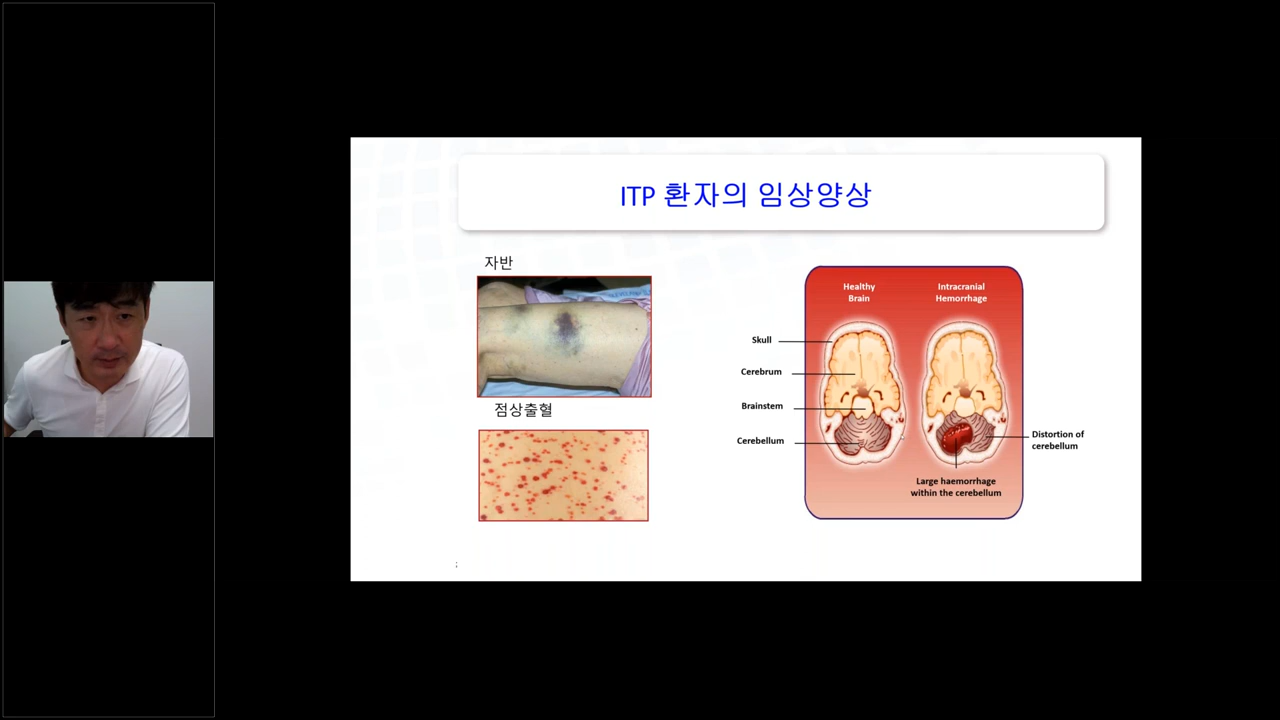 ITP 환자의 임상양상
자반
점상출혈
Healthy
Brain
Intracranial
Hemorrhage
Skull
Cerebrum
Brainstem
Cerebellum
Distortion of
cerebellum
Large haemorrhage
within the cerebellum
;